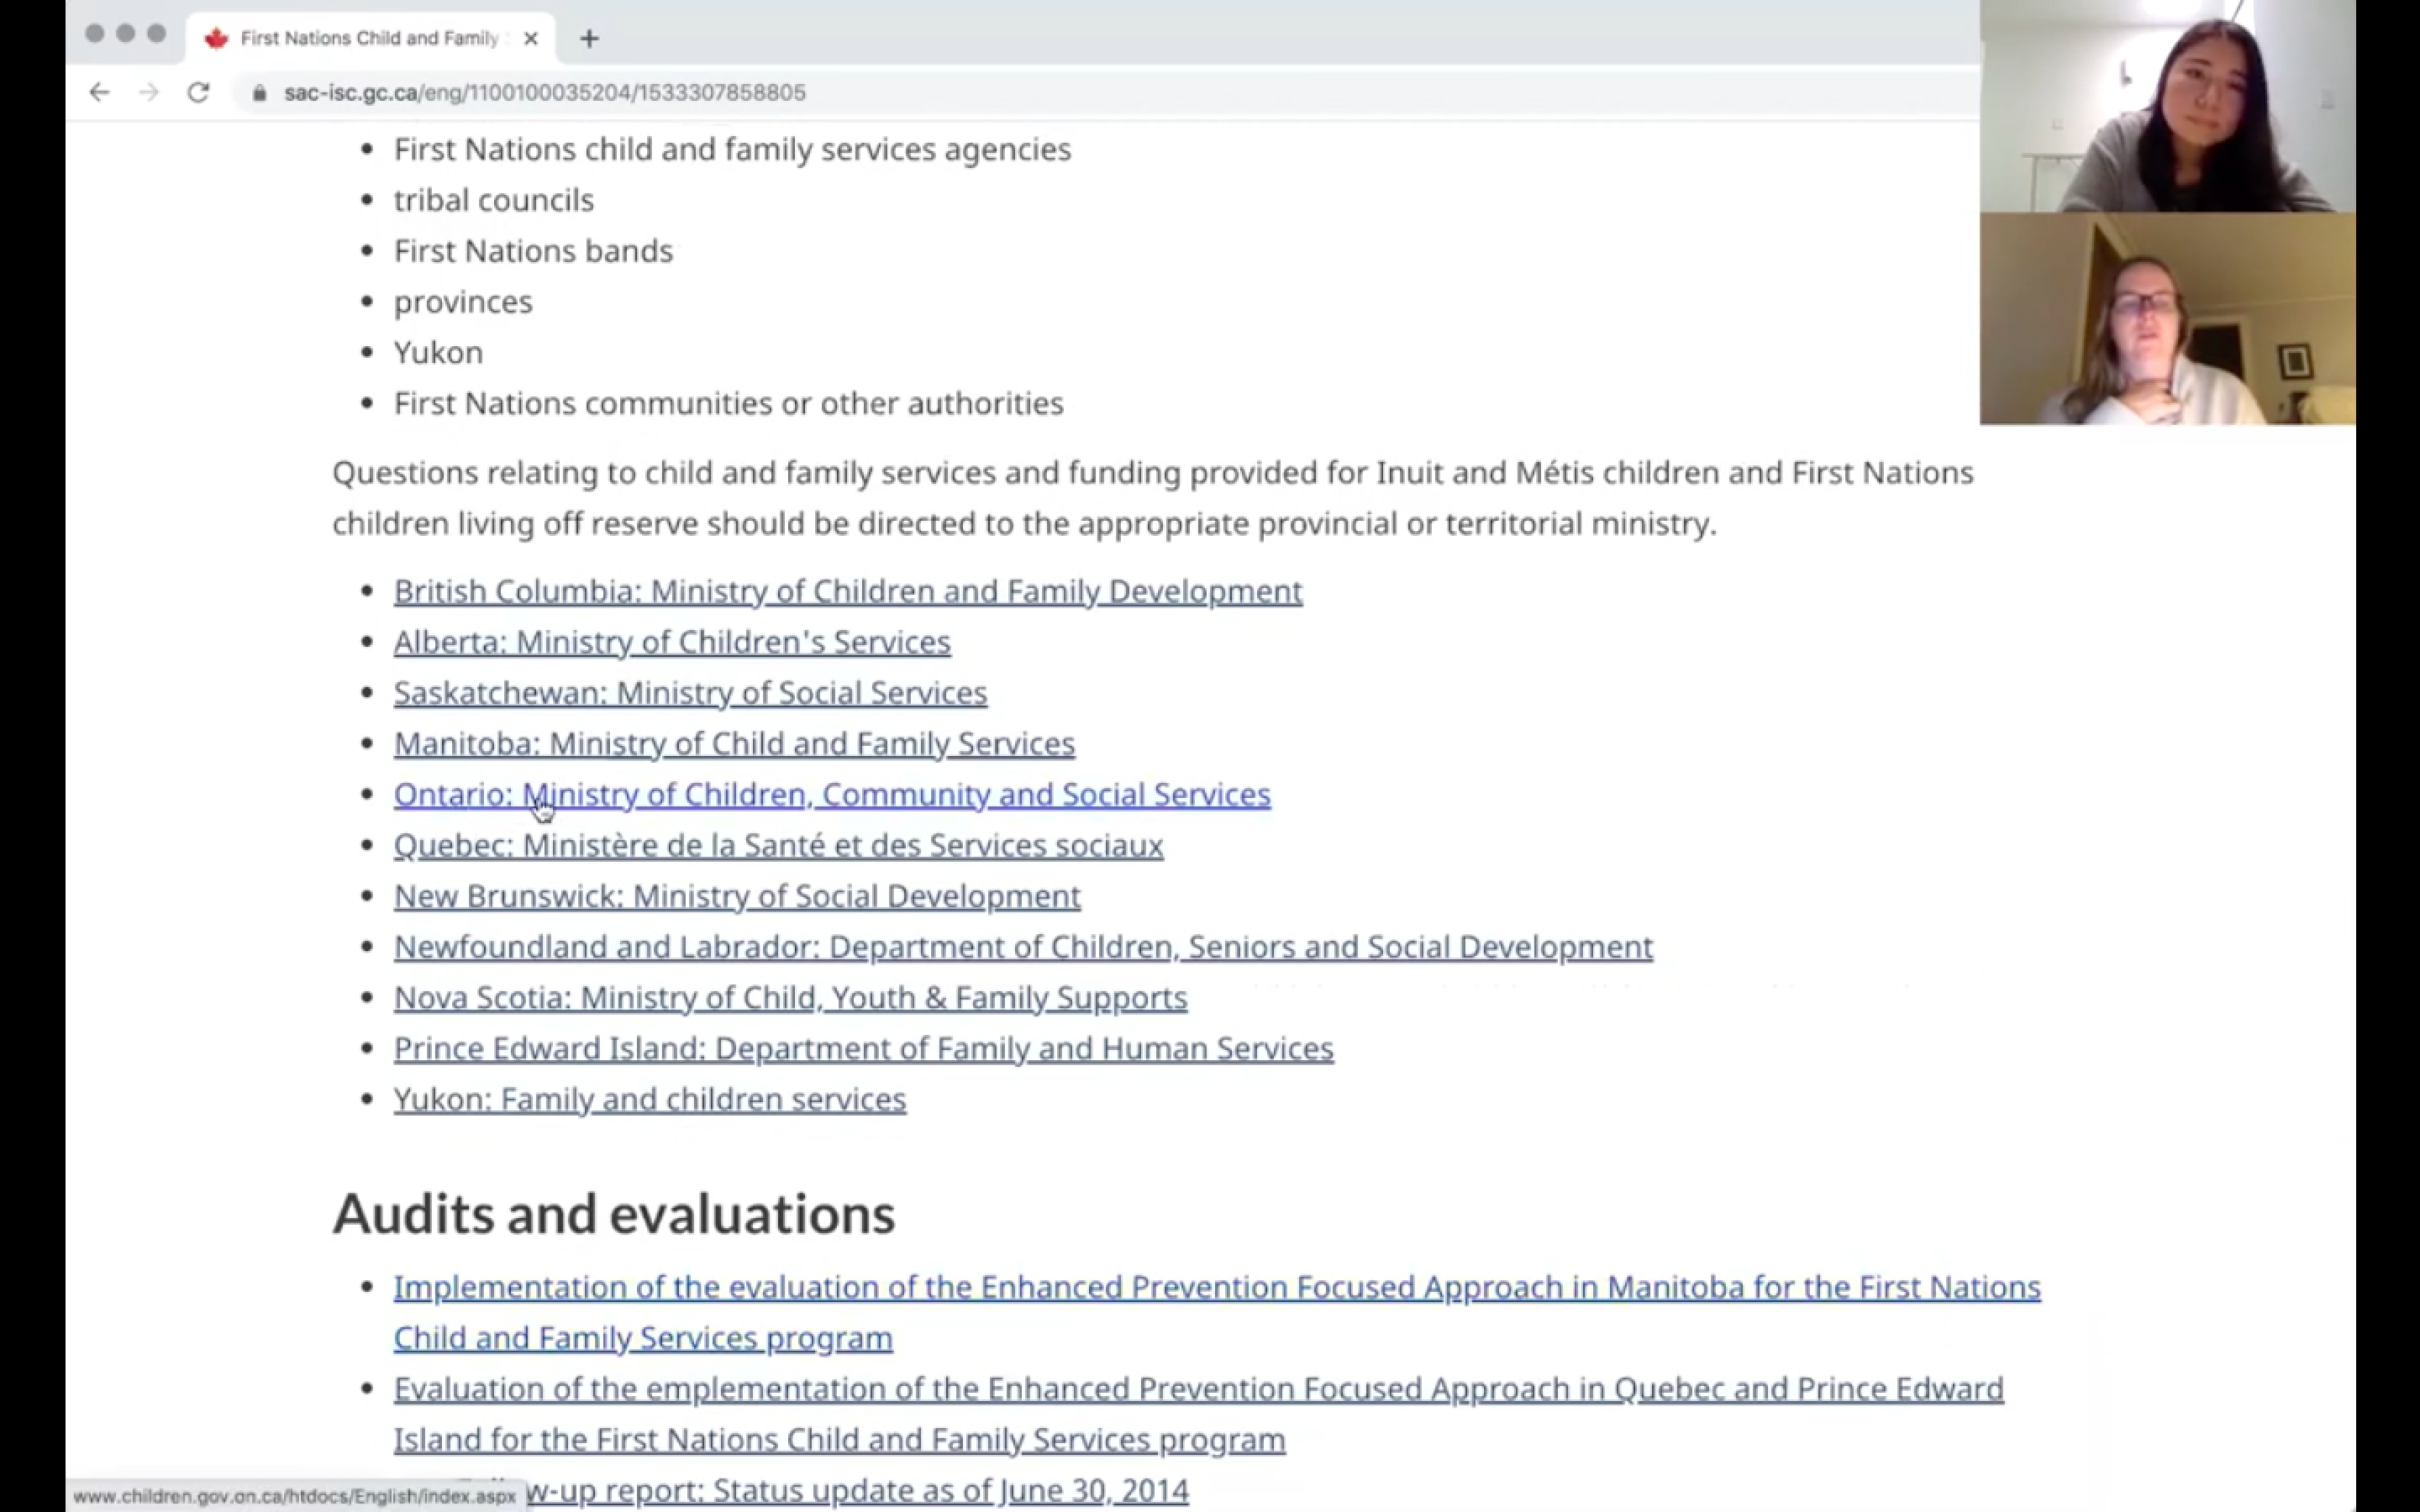 First Nations Child and Family
sac-isc.gc.ca/eng/1100100035204/1533307858805
First Nations child and family services agencies
tribal councils
First Nations bands
provinces
Yukon
First Nations communities or other authorities
Questions relating to child and family services and funding provided for Inuit and Métis children and First Nations
children living off reserve should be directed to the appropriate provincial or territorial ministry.
British Columbia: Ministry of Children and Family Development
Alberta: Ministry of Children's Services
Saskatchewan: Ministry of Social Services
Manitoba: Ministry of Child and Family Services
Ontario: Ministry of Children, Community and Social Services
Quebec: Ministère de la Santé et des Services sociaux
New Brunswick: Ministry of Social Development
Newfoundland and Labrador: Department of Children, Seniors and Social Development
Nova Scotia: Ministry of Child, Youth & Family Supports
Prince Edward Island: Department of Family and Human Services
Yukon: Family and children services
Audits and evaluations
Implementation of the evaluation of the Enhanced Prevention Focused Approach in Manitoba for the First Nations
Child and Family Services program
Evaluation of the emplementation of the Enhanced Prevention Focused Approach in Quebec and Prince Edward
Island for the First Nations Child and Family Services program
w-up report: Status update as of June 30, 2014
www.children.gov.on.ca/htdocs/English/index.aspx